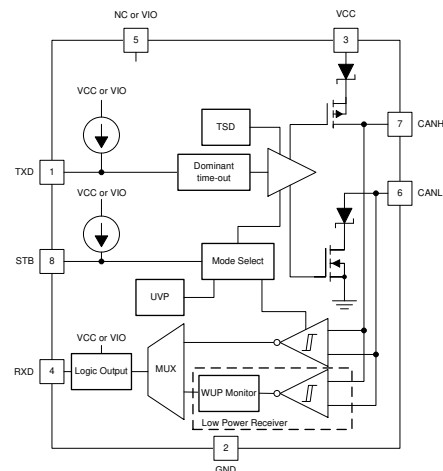 NC or VIO
VCC
5
3
VCC or VIO
TSD
7
CANH
TXD
1
Dominant
time-out
6
CANL
VCC or VIO
STB
8
Mode Select
UVP
VCC or VIO
RXD
4
Logic Output
MUX
WUP Monitor
Low Power Receiver
2
GND